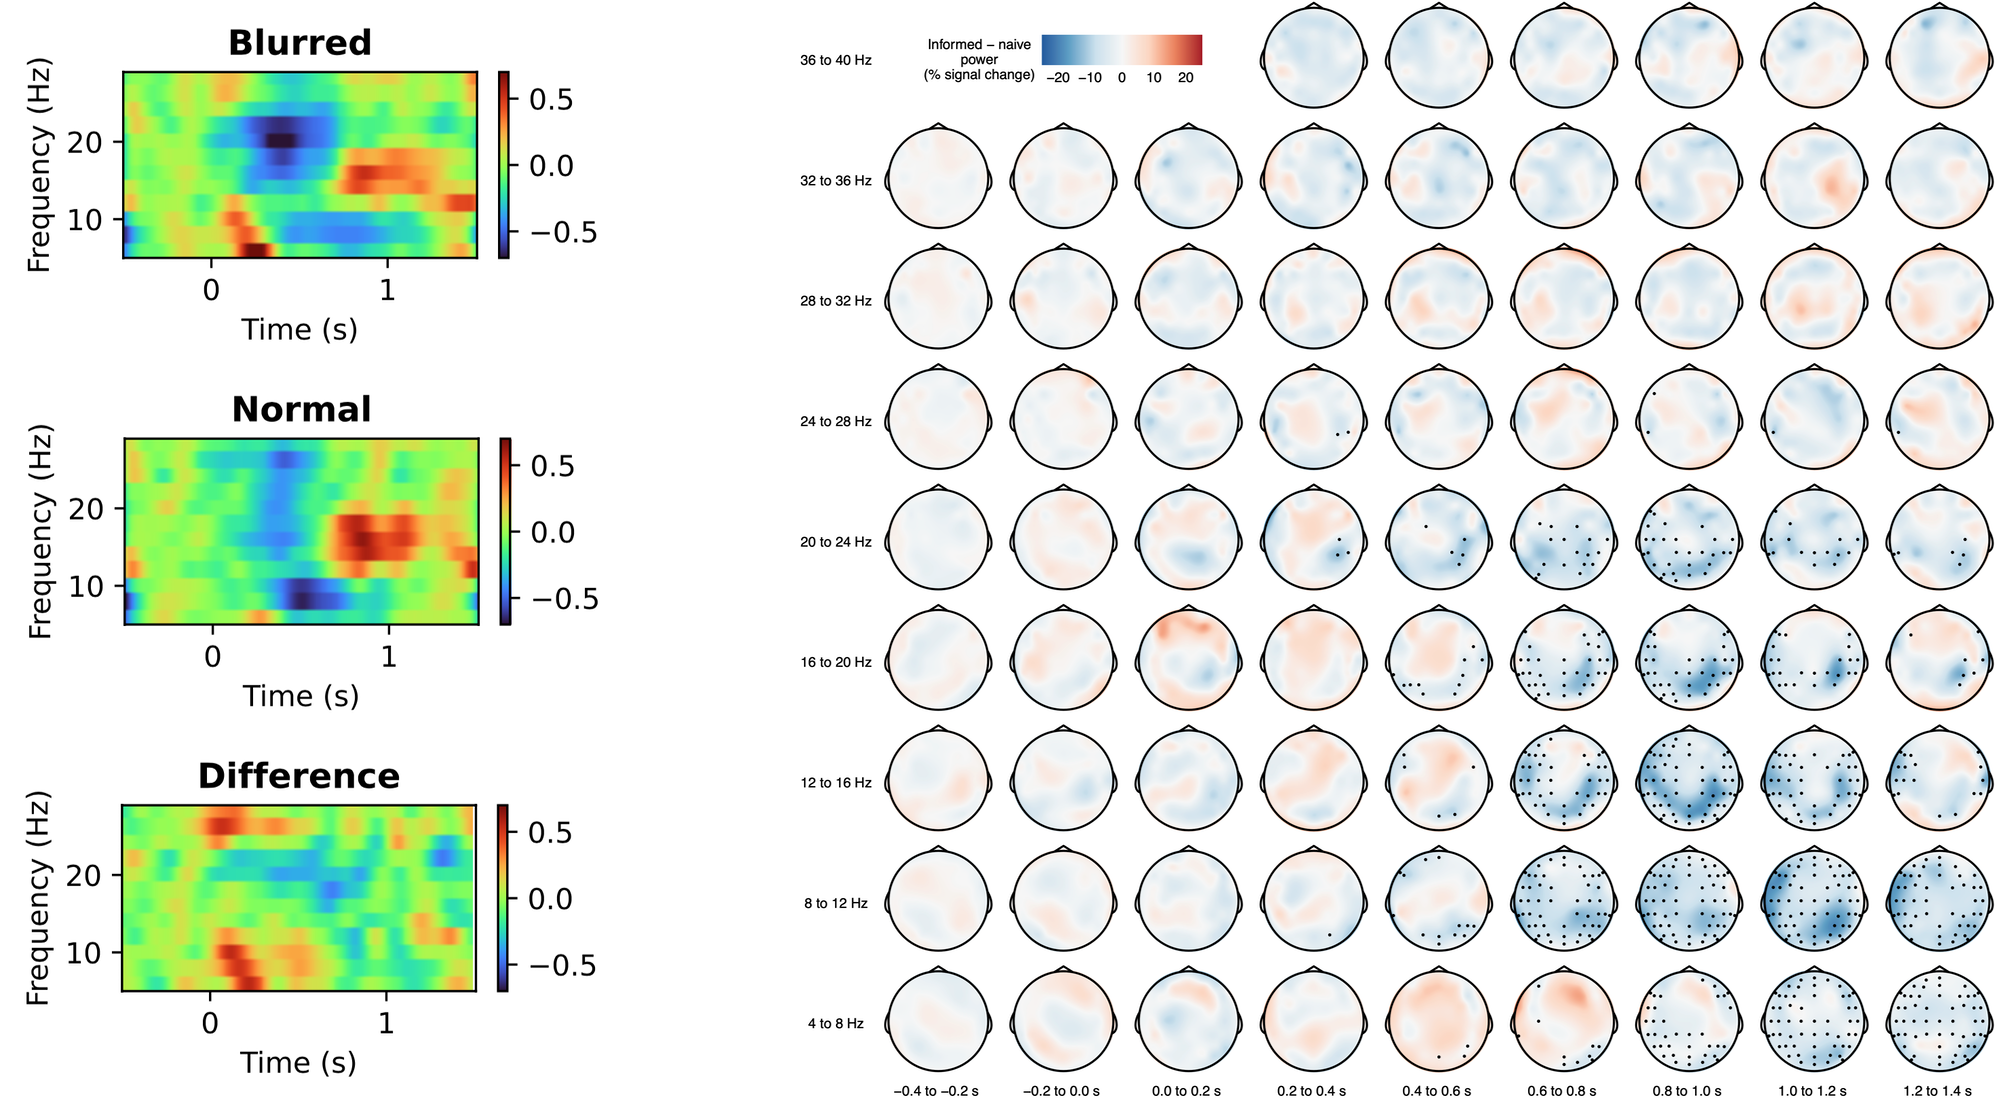 Blurred
Frequency (Hz)
20
10
0
1
Time (s)
0.5
0.0
−0.5
Normal
Frequency (Hz)
20
10
0
1
Time (s)
0.5
0.0
−0.5
Difference
Frequency (Hz)
20
10
0
1
Time (s)
0.5
0.0
−0.5
Informed – naive
power
(% signal change)
−20 −10 0 10 20
36 to 40 Hz
32 to 36 Hz
28 to 32 Hz
24 to 28 Hz
20 to 24 Hz
16 to 20 Hz
12 to 16 Hz
8 to 12 Hz
4 to 8 Hz
−0.4 to −0.2 s
−0.2 to 0.0 s
0.0 to 0.2 s
0.2 to 0.4 s
0.4 to 0.6 s
0.6 to 0.8 s
0.8 to 1.0 s
1.0 to 1.2 s
1.2 to 1.4 s